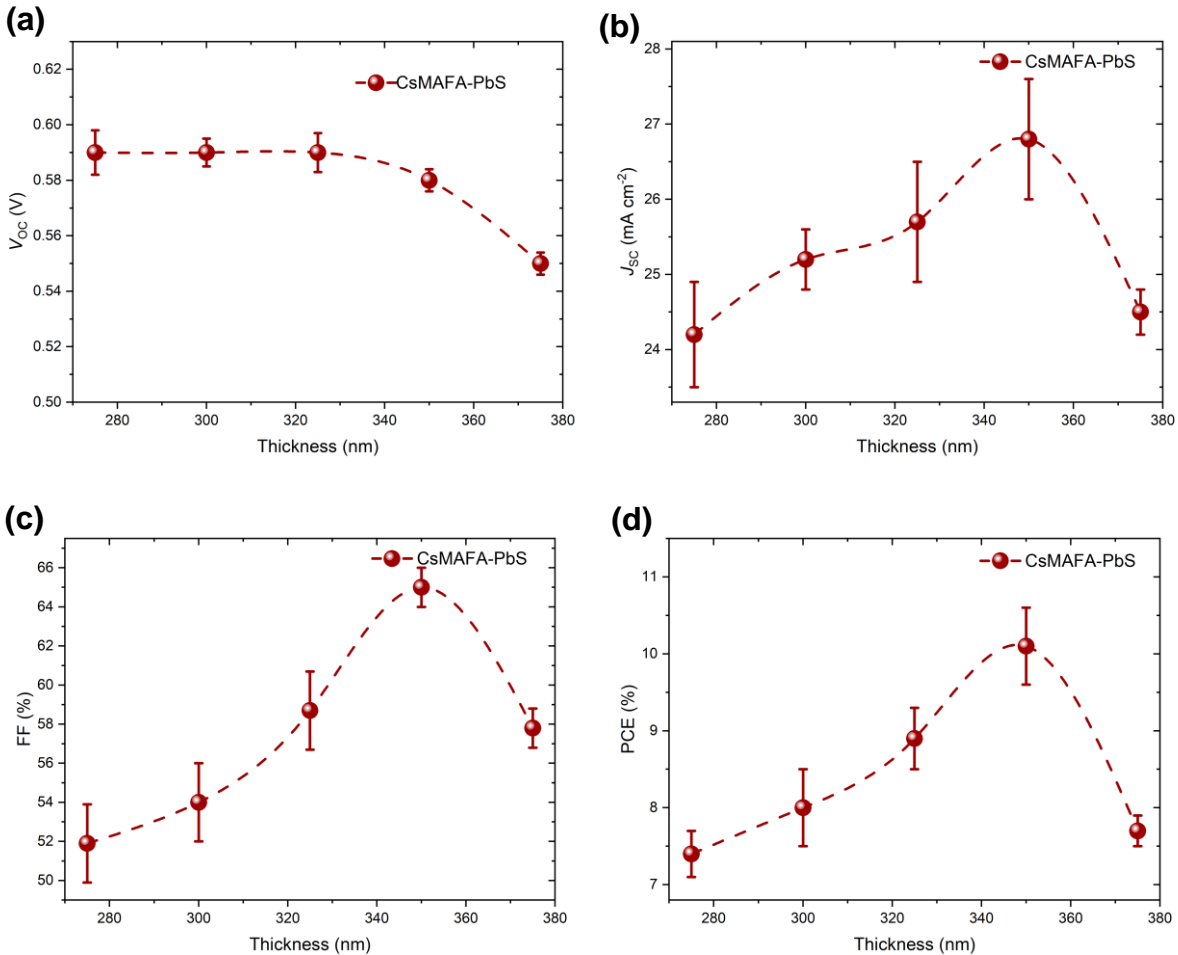 (a)
CsMAFA-PbS
0.62
0.60
0.58
0.56
0.54
0.52
0.50
V_OC (V)
280 300 320 340 360 380
Thickness (nm)
(b)
CsMAFA-PbS
28
27
26
25
24
J_SC (mA cm⁻²)
280 300 320 340 360 380
Thickness (nm)
(c)
CsMAFA-PbS
66
64
62
60
58
56
54
52
50
FF (%)
280 300 320 340 360 380
Thickness (nm)
(d)
CsMAFA-PbS
11
10
9
8
7
PCE (%)
280 300 320 340 360 380
Thickness (nm)